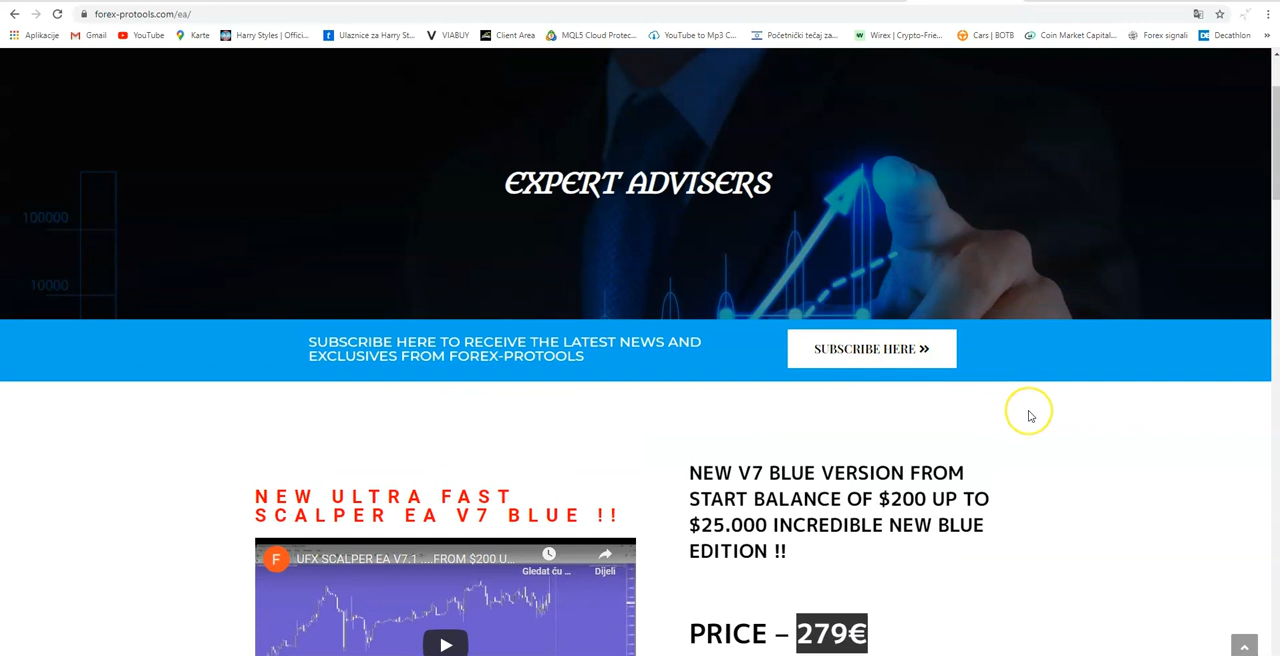 forex-protools.com/ea/
Aplikacije Gmail YouTube Karte Harry Styles | Offici... Ulaznice za Harry St... VIABUY Client Area MQL5 Cloud Protec... YouTube to Mp3 C... Početnički tečaj za... Wirex | Crypto-Frie... Cars | BOTB Coin Market Capital... Forex signali Decathlon »
EXPERT ADVISERS
100000
10000
SUBSCRIBE HERE TO RECEIVE THE LATEST NEWS AND
EXCLUSIVES FROM FOREX-PROTOOLS
SUBSCRIBE HERE »
NEW ULTRA FAST
SCALPER EA V7 BLUE !!
F UFX SCALPER EA V7.1 ....FROM $200 U...
Gledat ću ... Dijeli
NEW V7 BLUE VERSION FROM
START BALANCE OF $200 UP TO
$25.000 INCREDIBLE NEW BLUE
EDITION !!
PRICE – 279€